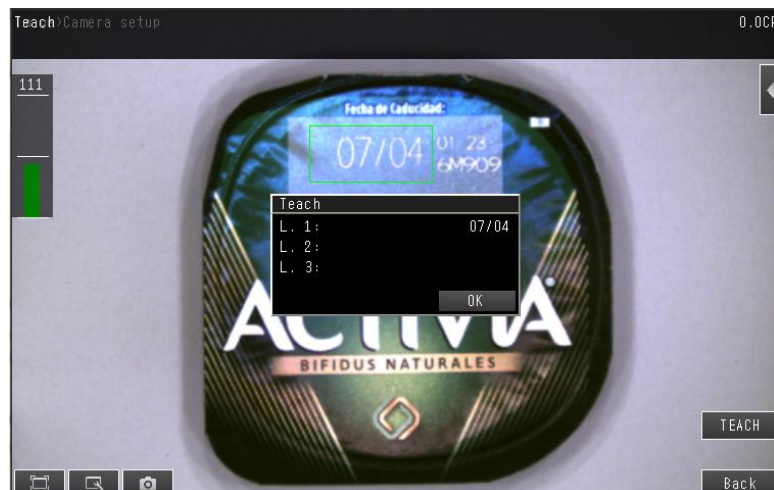 Teach>Camera setup
0.0CP
111
Fecha de Caducidad:
07/04
01 23
6M909
Teach
L. 1: 07/04
L. 2:
L. 3:
OK
ACTIVIA
BIFIDUS NATURALES
TEACH
Back